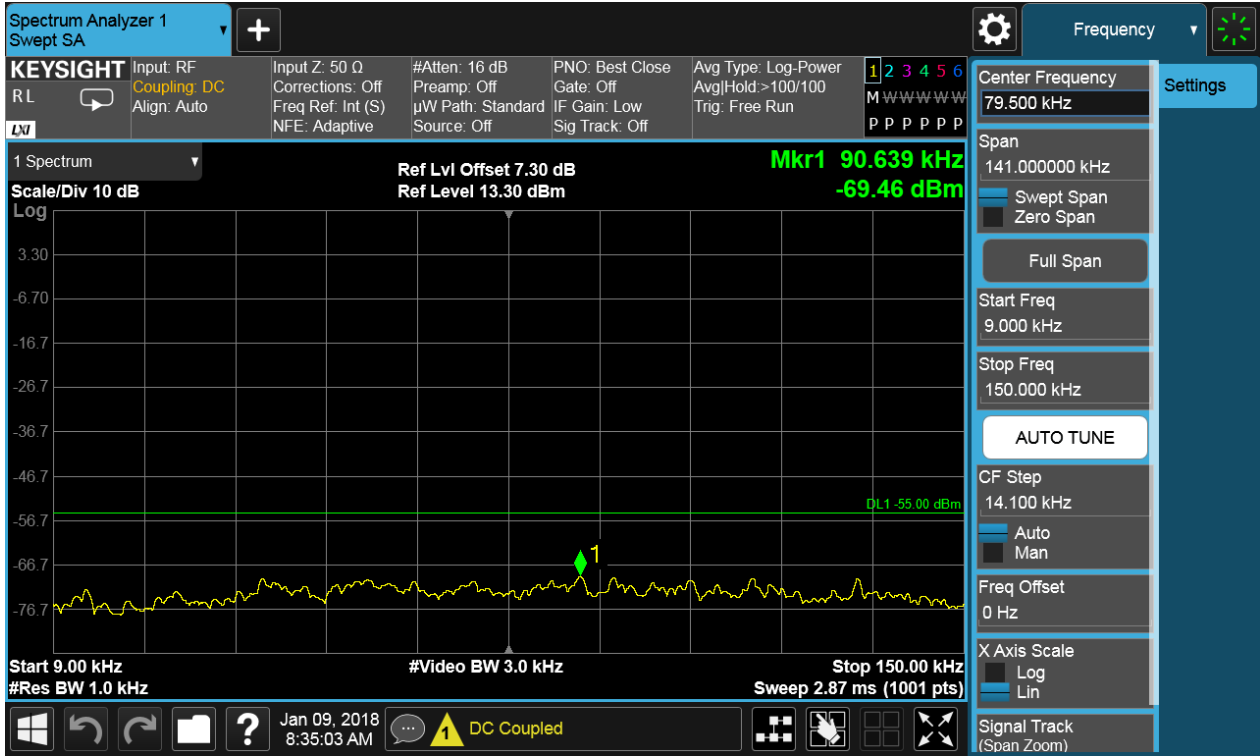 Spectrum Analyzer 1
Swept SA
+
Frequency
KEYSIGHT
RL
LXI
Input: RF
Coupling: DC
Align: Auto
Input Z: 50 Ω
Corrections: Off
Freq Ref: Int (S)
NFE: Adaptive
#Atten: 16 dB
Preamp: Off
µW Path: Standard
Source: Off
PNO: Best Close
Gate: Off
IF Gain: Low
Sig Track: Off
Avg Type: Log-Power
Avg|Hold:>100/100
Trig: Free Run
1 2 3 4 5 6
M W W W W W
P P P P P P
1 Spectrum
Scale/Div 10 dB
Log
Ref Lvl Offset 7.30 dB
Ref Level 13.30 dBm
Mkr1 90.639 kHz
-69.46 dBm
3.30
-6.70
-16.7
-26.7
-36.7
-46.7
-56.7
-66.7
-76.7
DL1 -55.00 dBm
1
Start 9.00 kHz
#Res BW 1.0 kHz
#Video BW 3.0 kHz
Stop 150.00 kHz
Sweep 2.87 ms (1001 pts)
Center Frequency
79.500 kHz
Span
141.000000 kHz
Swept Span
Zero Span
Full Span
Start Freq
9.000 kHz
Stop Freq
150.000 kHz
AUTO TUNE
CF Step
14.100 kHz
Auto
Man
Freq Offset
0 Hz
X Axis Scale
Log
Lin
Signal Track
(Span Zoom)
Settings
?
Jan 09, 2018
8:35:03 AM
1
DC Coupled